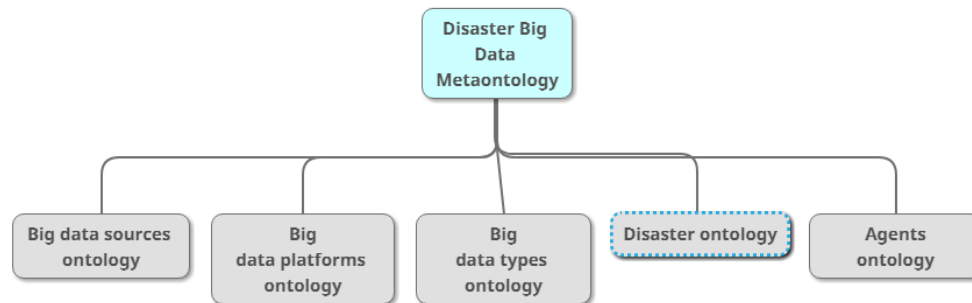 Disaster Big
Data
Metaontology
Big data sources
ontology
Big
data platforms
ontology
Big
data types
ontology
Disaster ontology
Agents
ontology